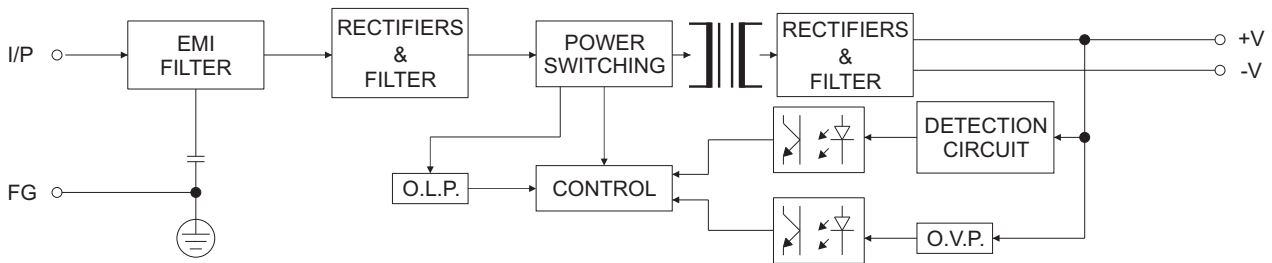 I/P
EMI
FILTER
RECTIFIERS
&
FILTER
POWER
SWITCHING
RECTIFIERS
&
FILTER
+V
-V
DETECTION
CIRCUIT
FG
O.L.P.
CONTROL
O.V.P.